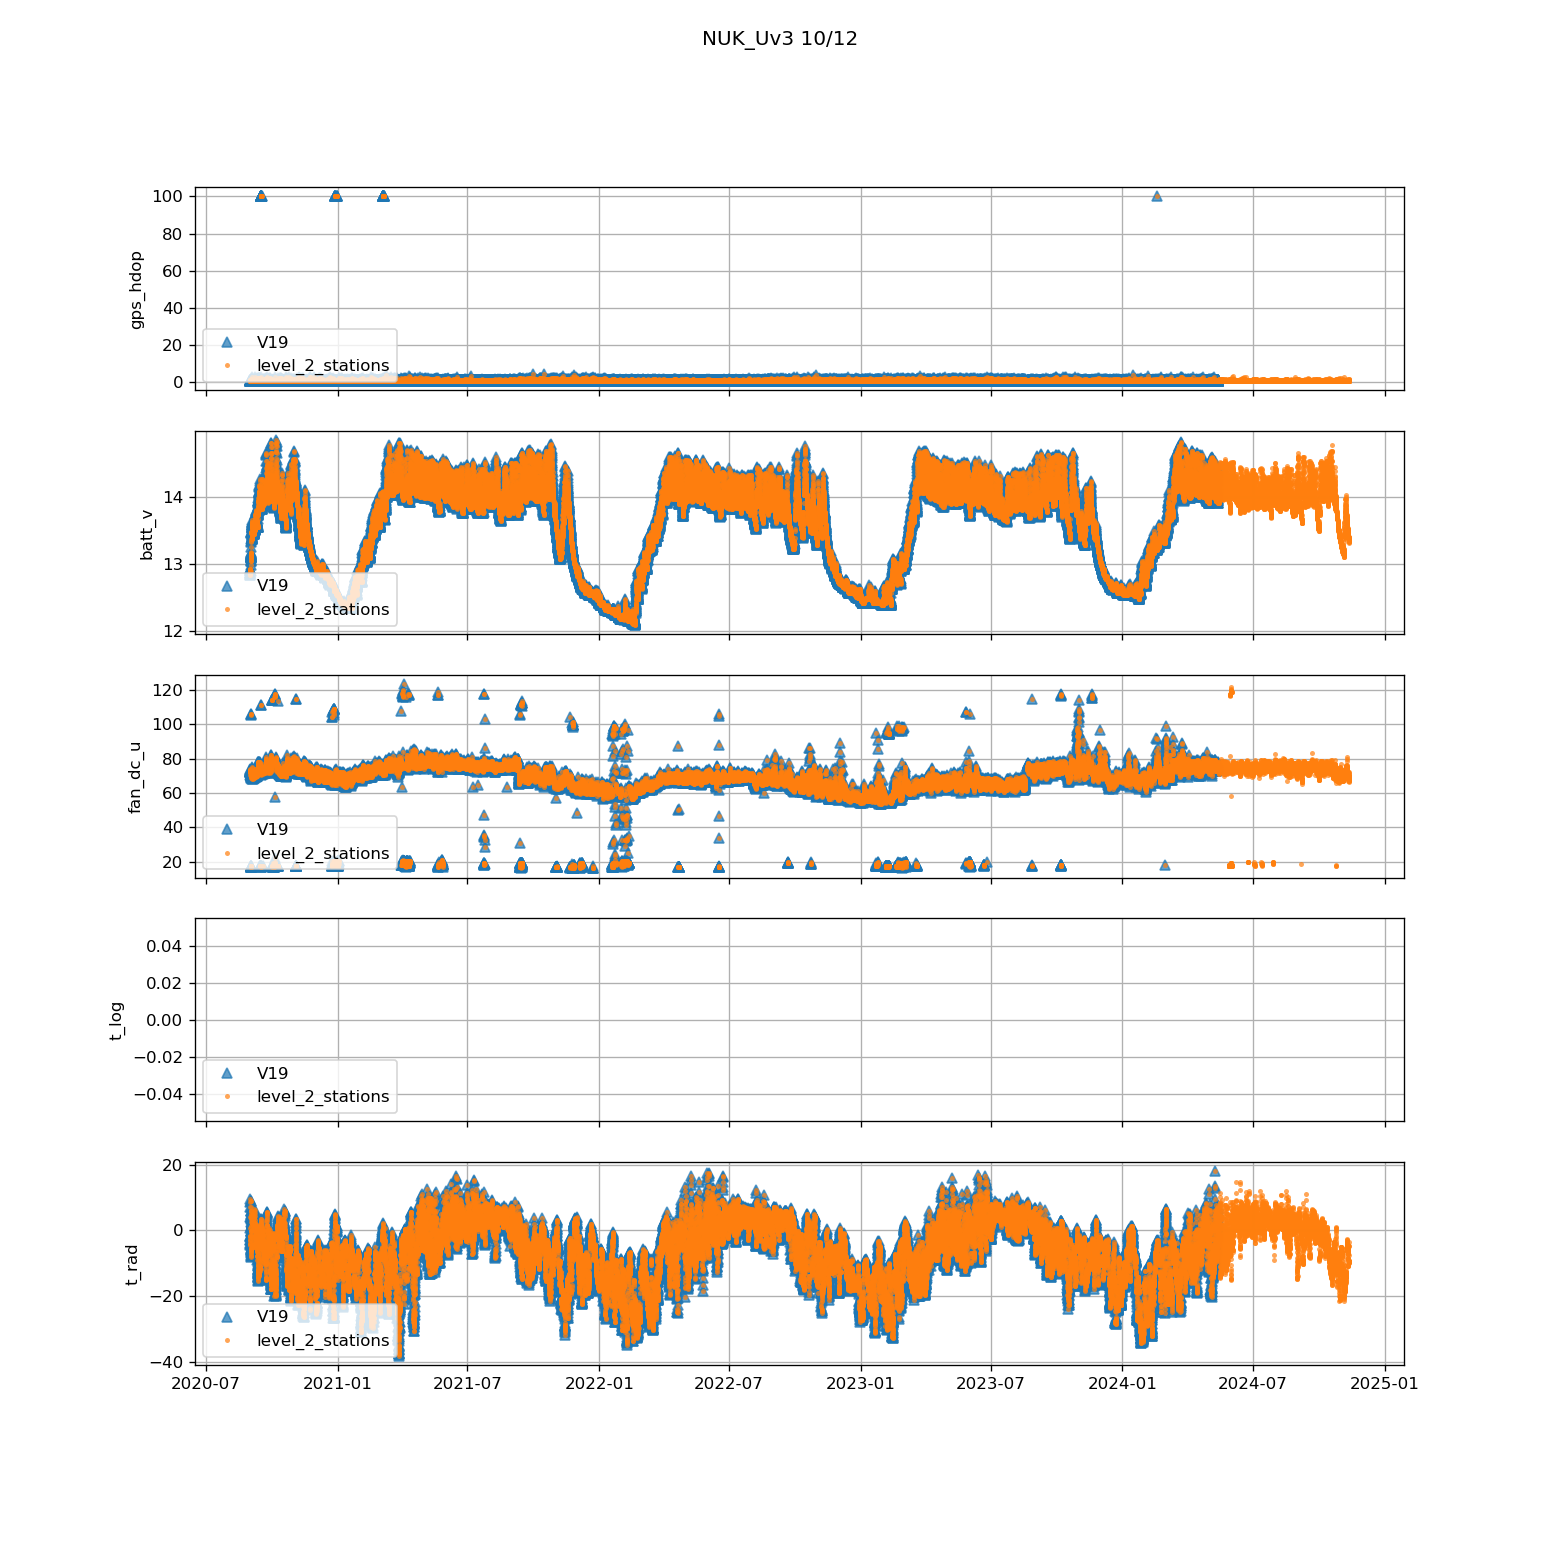 NUK_Uv3 10/12
100
80
60
40
20
0
gps_hdop
V19
level_2_stations
14
13
12
batt_v
V19
level_2_stations
120
100
80
60
40
20
fan_dc_u
V19
level_2_stations
0.04
0.02
0.00
−0.02
−0.04
t_log
V19
level_2_stations
20
0
−20
−40
t_rad
V19
level_2_stations
2020-07 2021-01 2021-07 2022-01 2022-07 2023-01 2023-07 2024-01 2024-07 2025-01